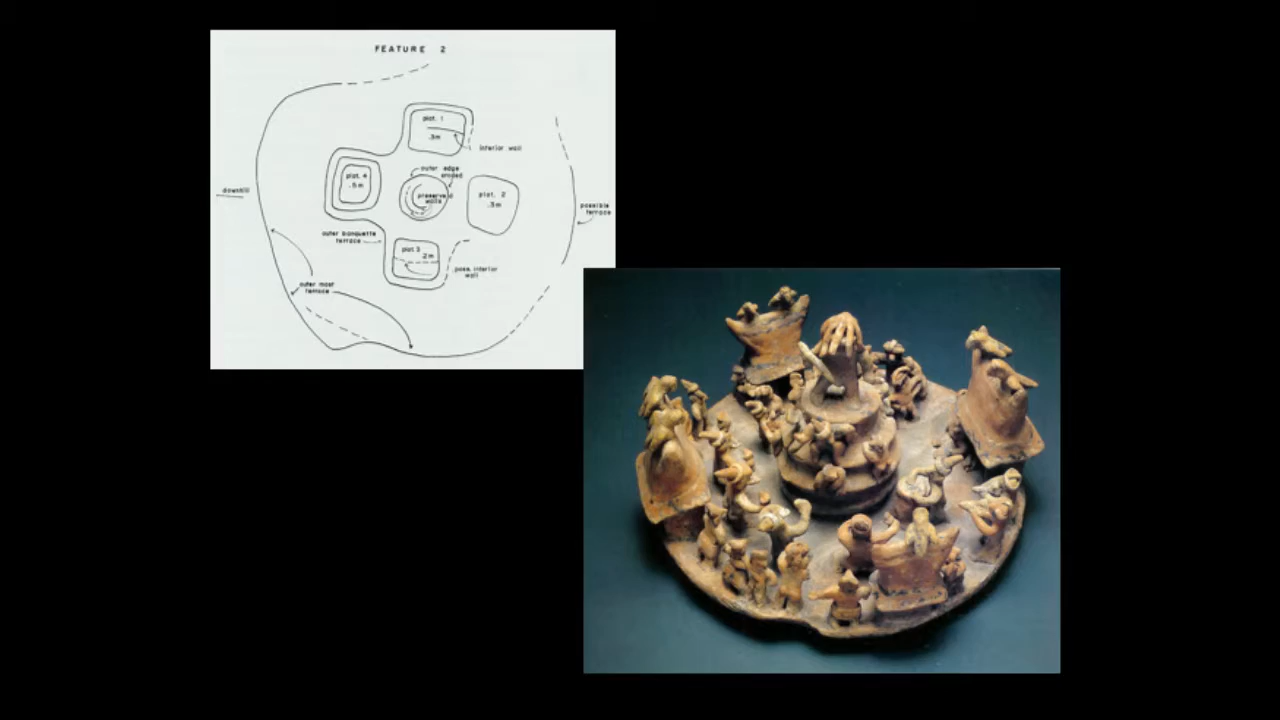 FEATURE 2
plat. 1
.3m
interior wall
outer edge
eroded
plat. 4
.5m
preserved
walls
plat. 2
.3m
downhill
possible
terrace
outer banquette
terrace
plat. 3
.2m
poss. interior
wall
outer most
terrace